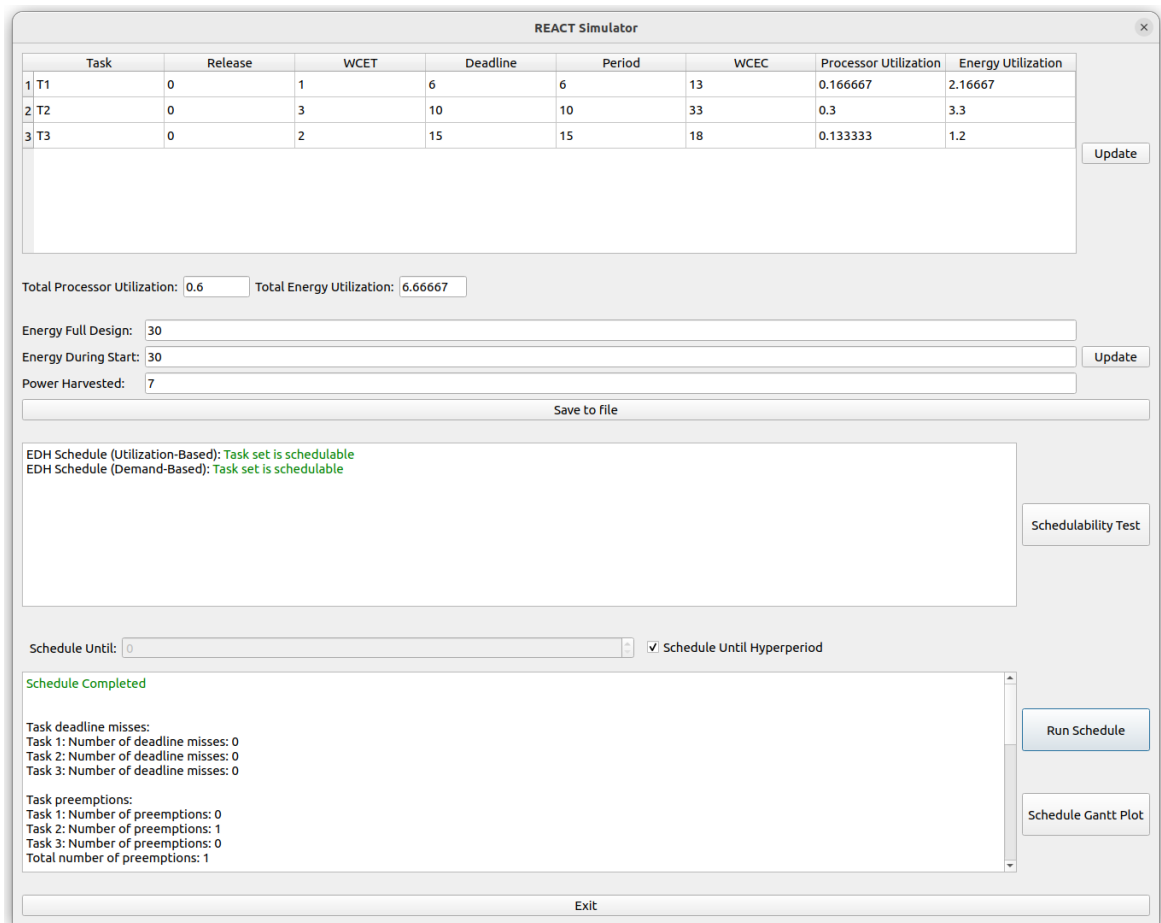 REACT Simulator
Task Release WCET Deadline Period WCEC Processor Utilization Energy Utilization
1 T1 0 1 6 6 13 0.166667 2.16667
2 T2 0 3 10 10 33 0.3 3.3
3 T3 0 2 15 15 18 0.133333 1.2
Update
Total Processor Utilization: 0.6 Total Energy Utilization: 6.66667
Energy Full Design: 30
Energy During Start: 30 Update
Power Harvested: 7
Save to file
EDH Schedule (Utilization-Based): Task set is schedulable
EDH Schedule (Demand-Based): Task set is schedulable
Schedulability Test
Schedule Until: 0 Schedule Until Hyperperiod
Schedule Completed
Task deadline misses:
Task 1: Number of deadline misses: 0
Task 2: Number of deadline misses: 0
Task 3: Number of deadline misses: 0
Run Schedule
Task preemptions:
Task 1: Number of preemptions: 0
Task 2: Number of preemptions: 1
Task 3: Number of preemptions: 0
Total number of preemptions: 1
Schedule Gantt Plot
Exit